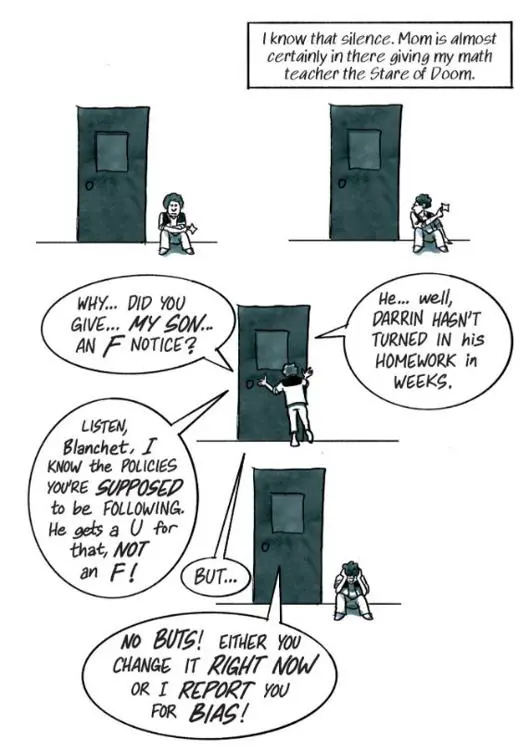 I know that silence. Mom is almost
certainly in there giving my math
teacher the Stare of Doom.
WHY... DID YOU
GIVE... MY SON...
AN F NOTICE?
He... well,
DARRIN HASN'T
TURNED IN his
HOMEWORK in
WEEKS.
LISTEN,
Blanchet, I
KNOW the POLICIES
YOU'RE SUPPOSED
to be FOLLOWING.
He gets a U for
that, NOT
an F!
BUT...
NO BUTS! EITHER YOU
CHANGE IT RIGHT NOW
OR I REPORT YOU
FOR BIAS!